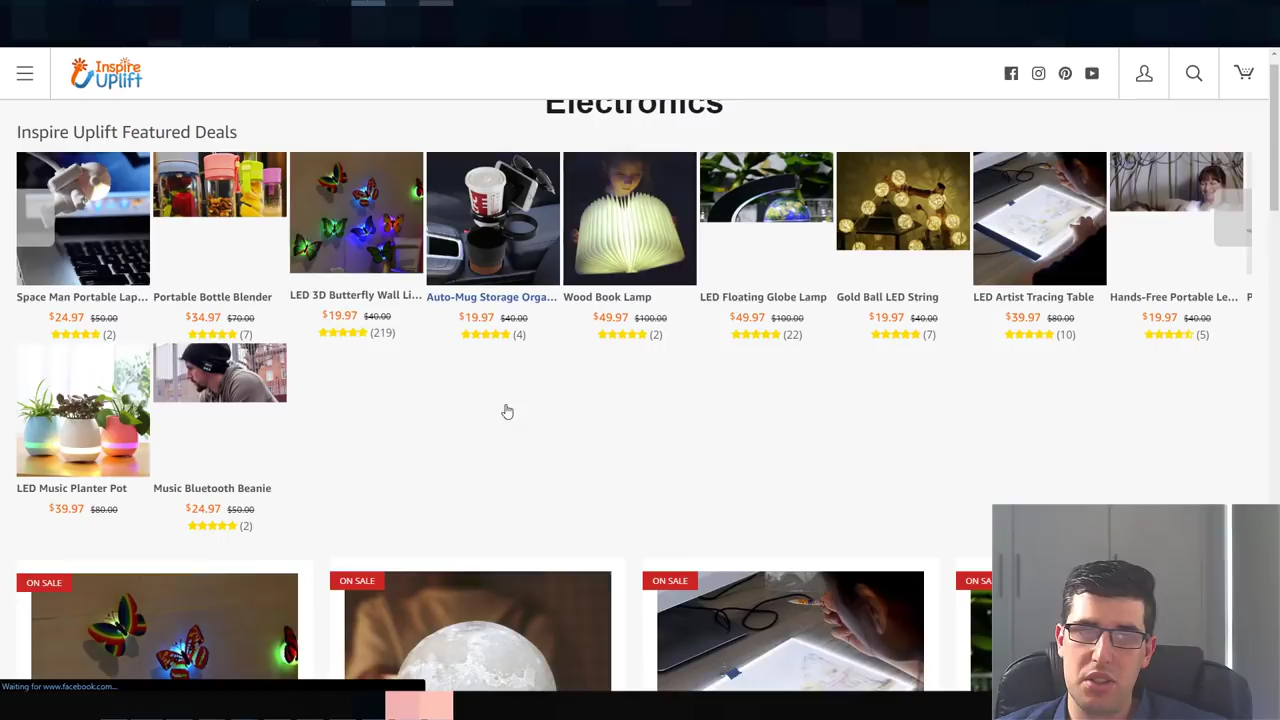 Inspire
Uplift
Electronics
Inspire Uplift Featured Deals
Space Man Portable Lap...
$24.97 $50.00
(2)
Portable Bottle Blender
$34.97 $70.00
(7)
LED 3D Butterfly Wall Li...
$19.97 $40.00
(219)
Auto-Mug Storage Orga...
$19.97 $40.00
(4)
Wood Book Lamp
$49.97 $100.00
(2)
LED Floating Globe Lamp
$49.97 $100.00
(22)
Gold Ball LED String
$19.97 $40.00
(7)
LED Artist Tracing Table
$39.97 $80.00
(10)
Hands-Free Portable Le...
$19.97 $40.00
(5)
P
LED Music Planter Pot
$39.97 $80.00
Music Bluetooth Beanie
$24.97 $50.00
(2)
ON SALE
ON SALE
ON SALE
ON SA
Waiting for www.facebook.com...